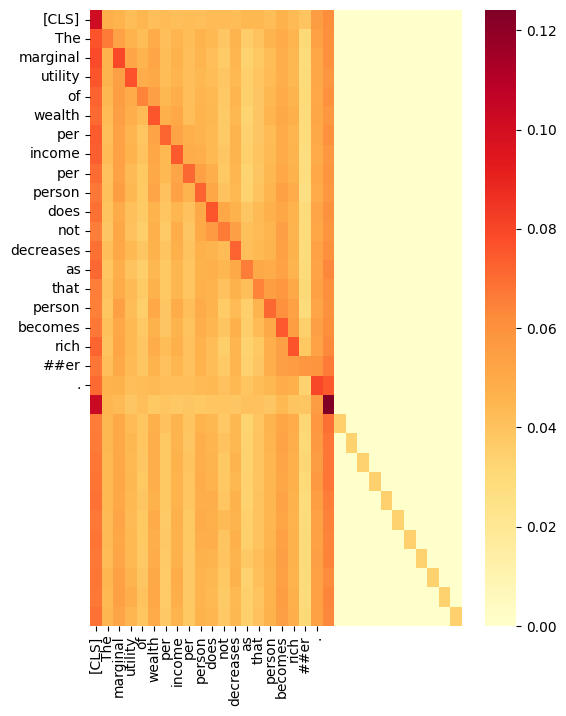 [CLS]
The
marginal
utility
of
wealth
per
income
per
person
does
not
decreases
as
that
person
becomes
rich
##er
.
[CLS]
The
marginal
utility
of
wealth
per
income
per
person
does
not
decreases
as
that
person
becomes
rich
##er
.
0.12
0.10
0.08
0.06
0.04
0.02
0.00